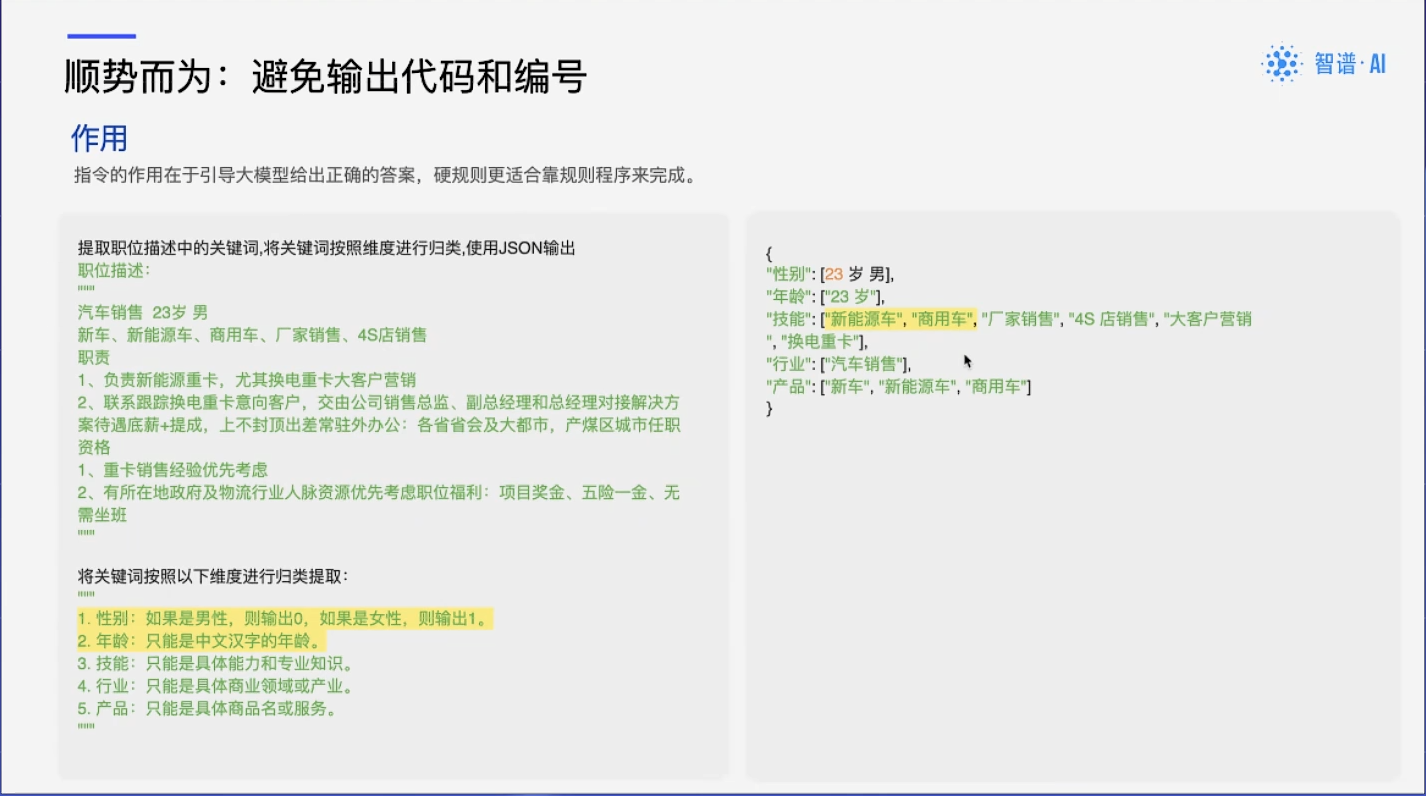 顺势而为：避免输出代码和编号
智谱·AI
作用
指令的作用在于引导大模型给出正确的答案，硬规则更适合靠规则程序来完成。
提取职位描述中的关键词,将关键词按照维度进行归类,使用JSON输出
职位描述：
"""
汽车销售 23岁 男
新车、新能源车、商用车、厂家销售、4S店销售
职责
1、负责新能源重卡，尤其换电重卡大客户营销
2、联系跟踪换电重卡意向客户，交由公司销售总监、副总经理和总经理对接解决方
案待遇底薪+提成，上不封顶出差常驻外办公：各省省会及大都市，产煤区城市任职
资格
1、重卡销售经验优先考虑
2、有所在地政府及物流行业人脉资源优先考虑职位福利：项目奖金、五险一金、无
需坐班
"""
将关键词按照以下维度进行归类提取：
"""
1. 性别：如果是男性，则输出0，如果是女性，则输出1。
2. 年龄：只能是中文汉字的年龄。
3. 技能：只能是具体能力和专业知识。
4. 行业：只能是具体商业领域或产业。
5. 产品：只能是具体商品名或服务。
"""
{
"性别": [23 岁 男],
"年龄": ["23 岁"],
"技能": ["新能源车", "商用车", "厂家销售", "4S 店销售", "大客户营销
", "换电重卡"],
"行业": ["汽车销售"],
"产品": ["新车", "新能源车", "商用车"]
}